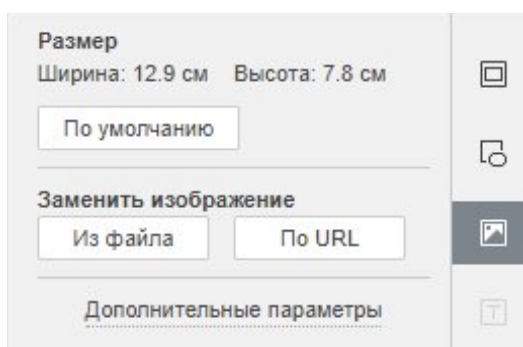 Размер
Ширина: 12.9 см Высота: 7.8 см
По умолчанию
Заменить изображение
Из файла По URL
Дополнительные параметры